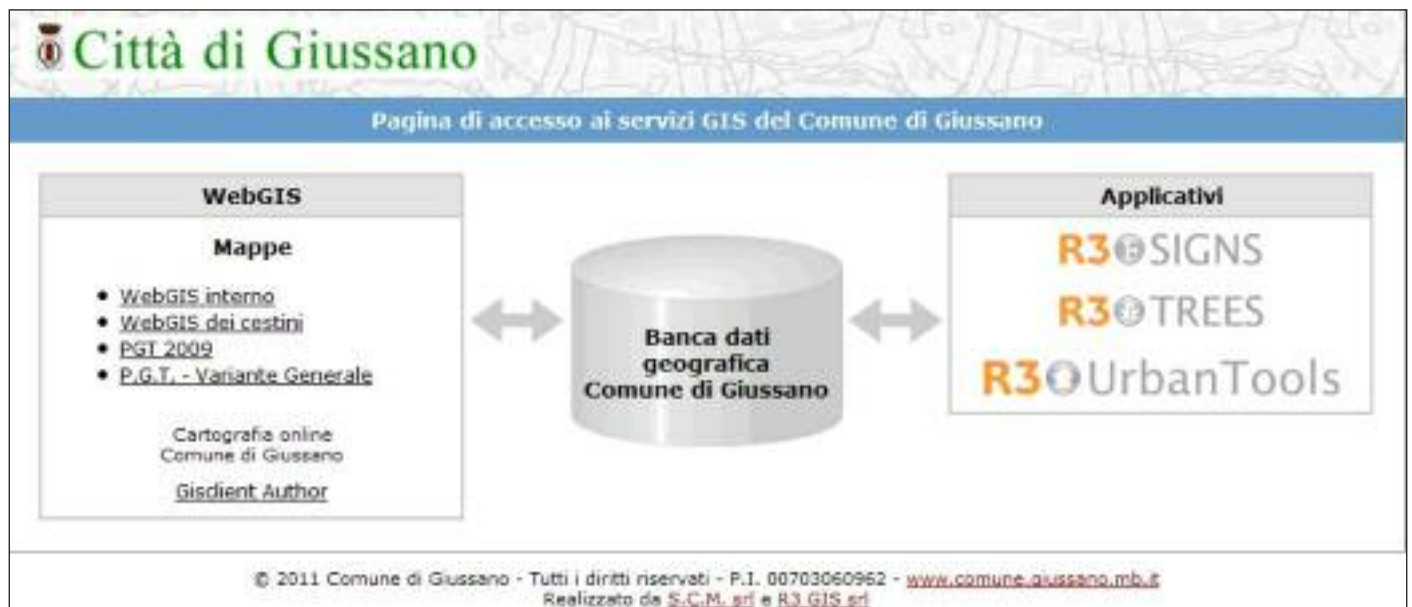 Città di Giussano
Pagina di accesso ai servizi GIS del Comune di Giussano
WebGIS
Mappe
WebGIS interno
WebGIS dei cestini
PGT 2009
P.G.T. - Variante Generale
Cartografia online
Comune di Giussano
Gisclient Author
Banca dati
geografica
Comune di Giussano
Applicativi
R3 SIGNS
R3 TREES
R3 UrbanTools
© 2011 Comune di Giussano - Tutti i diritti riservati - P.I. 00703060962 - www.comune.giussano.mb.it
Realizzato da S.C.M. srl e R3 GIS srl